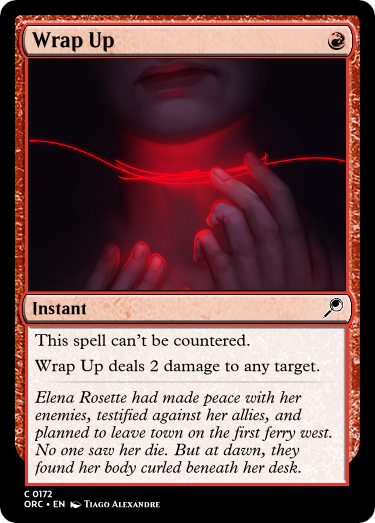 Wrap Up
Instant
This spell can't be countered.
Wrap Up deals 2 damage to any target.
Elena Rosette had made peace with her
enemies, testified against her allies, and
planned to leave town on the first ferry west.
No one saw her die. But at dawn, they
found her body curled beneath her desk.
C 0172
ORC • EN Tiago Alexandre